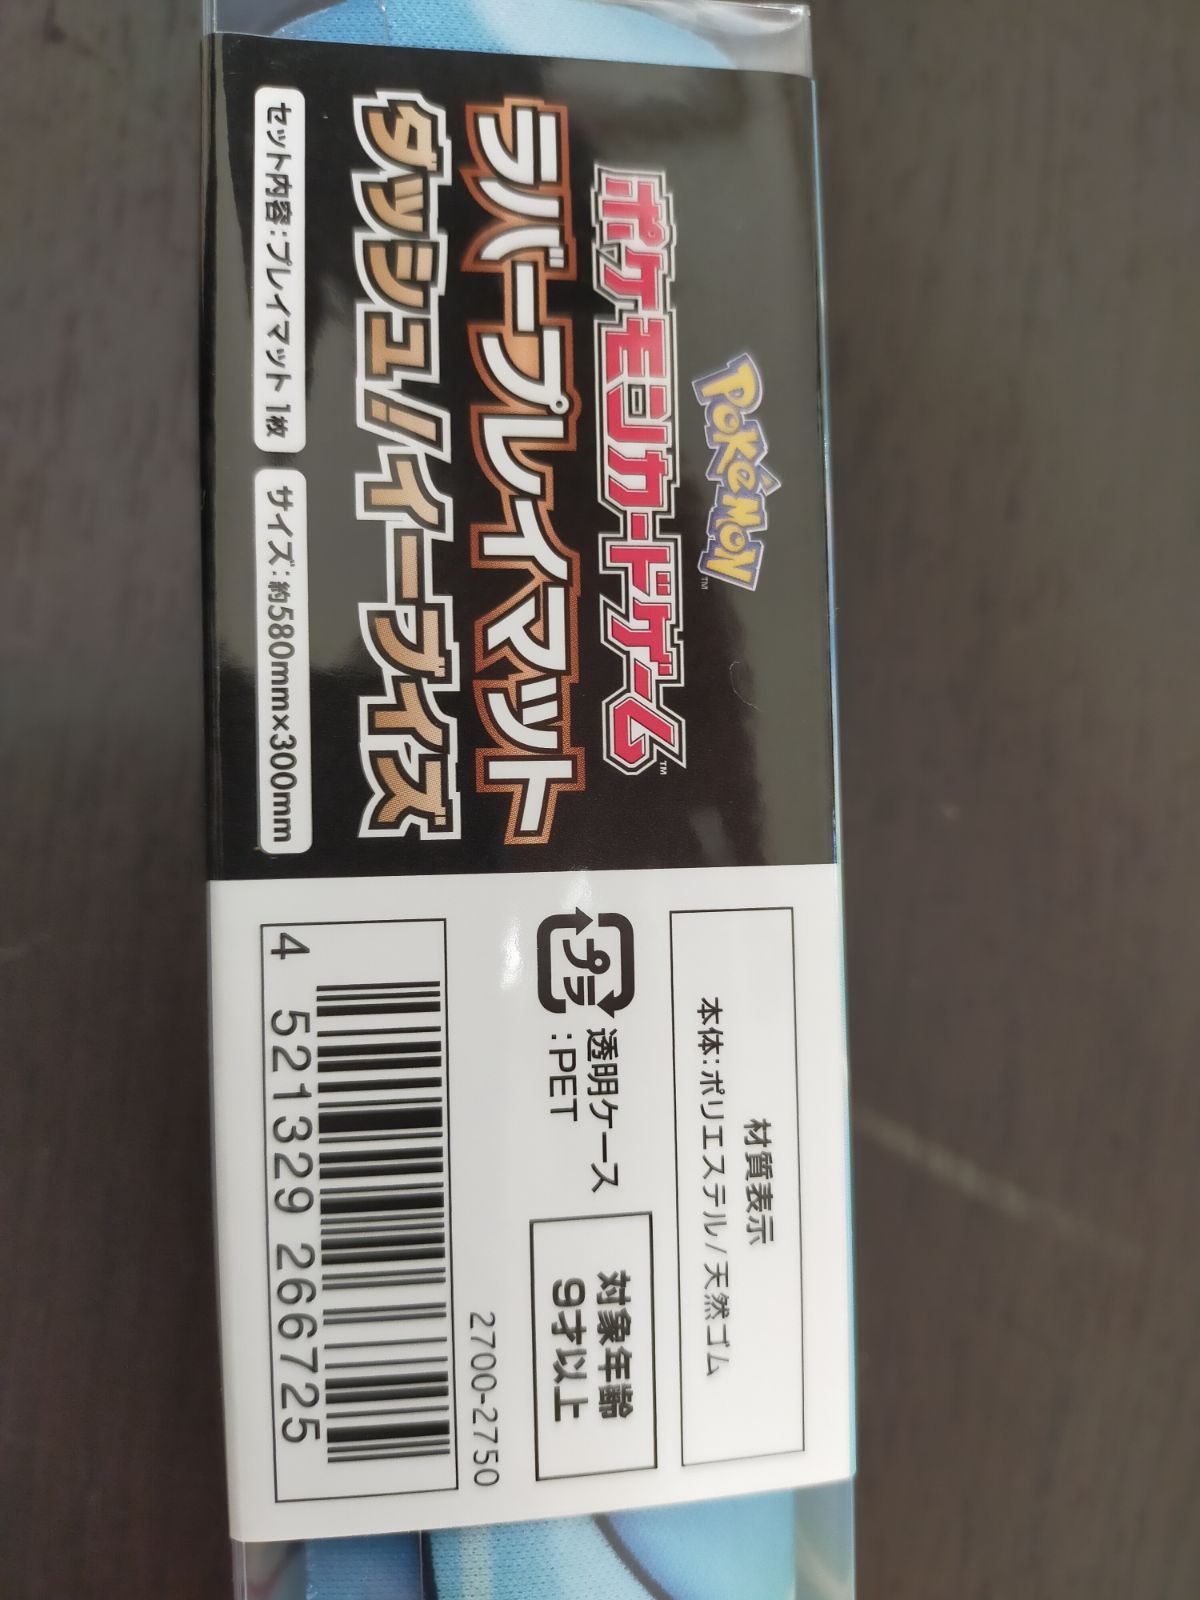 POKÉMON™
ポケモンカードゲーム™
ラバープレイマット
ダッシュ!イーブイズ
セット内容:プレイマット 1枚
サイズ:約580mm×300mm
材質表示
本体:ポリエステル/天然ゴム
プラ
透明ケース
:PET
対象年齢
9才以上
2700-2750
4 521329 266725